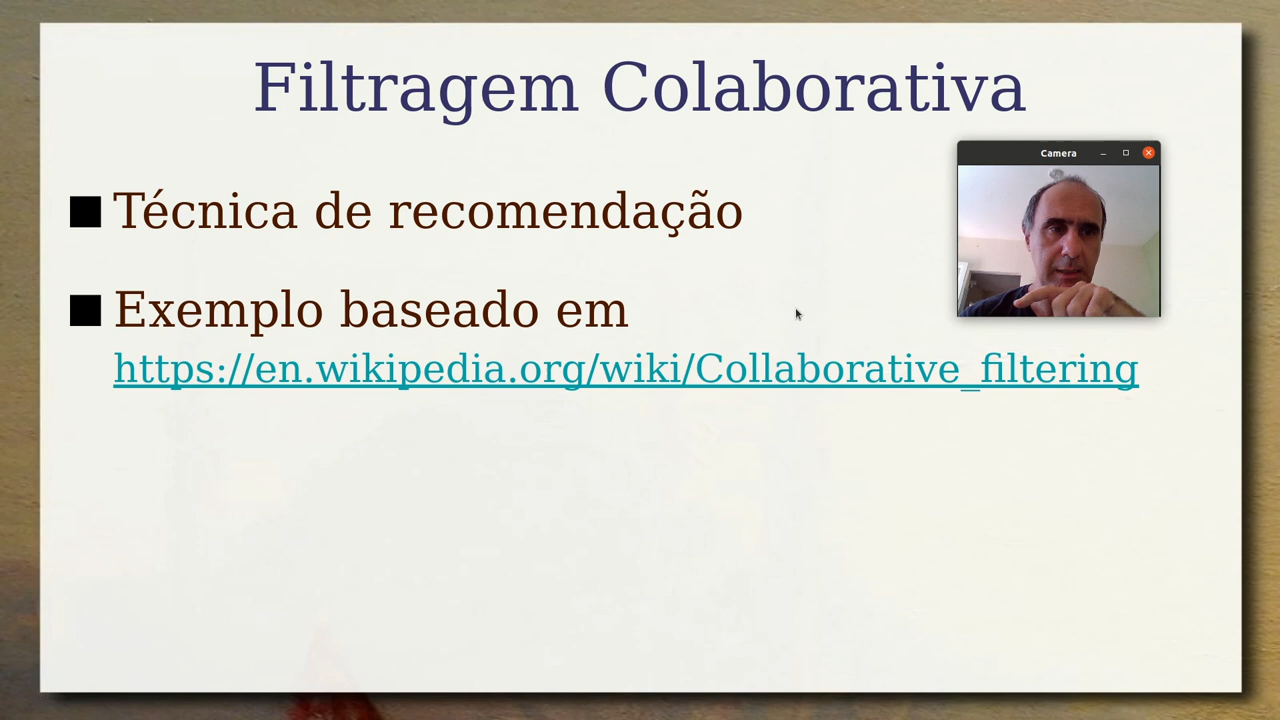 Filtragem Colaborativa
Camera
Técnica de recomendação
Exemplo baseado em
https://en.wikipedia.org/wiki/Collaborative_filtering